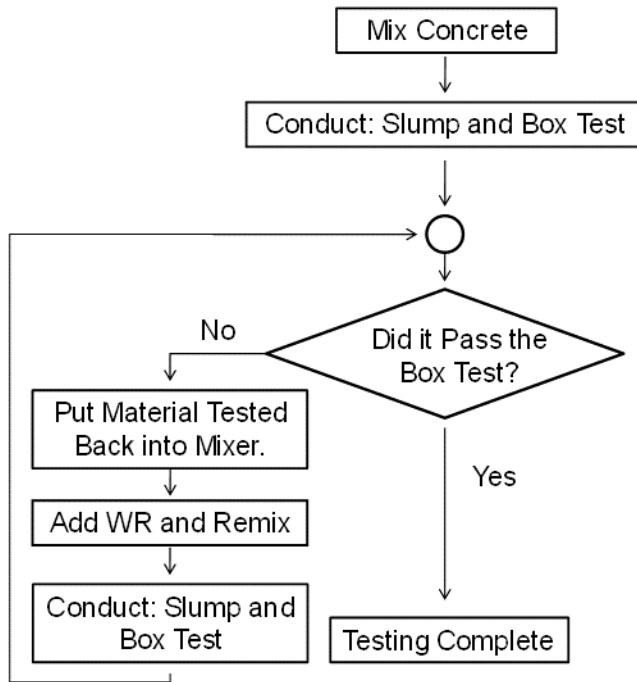 Mix Concrete
Conduct: Slump and Box Test
Did it Pass the
Box Test?
No
Put Material Tested
Back into Mixer.
Add WR and Remix
Conduct: Slump and
Box Test
Yes
Testing Complete